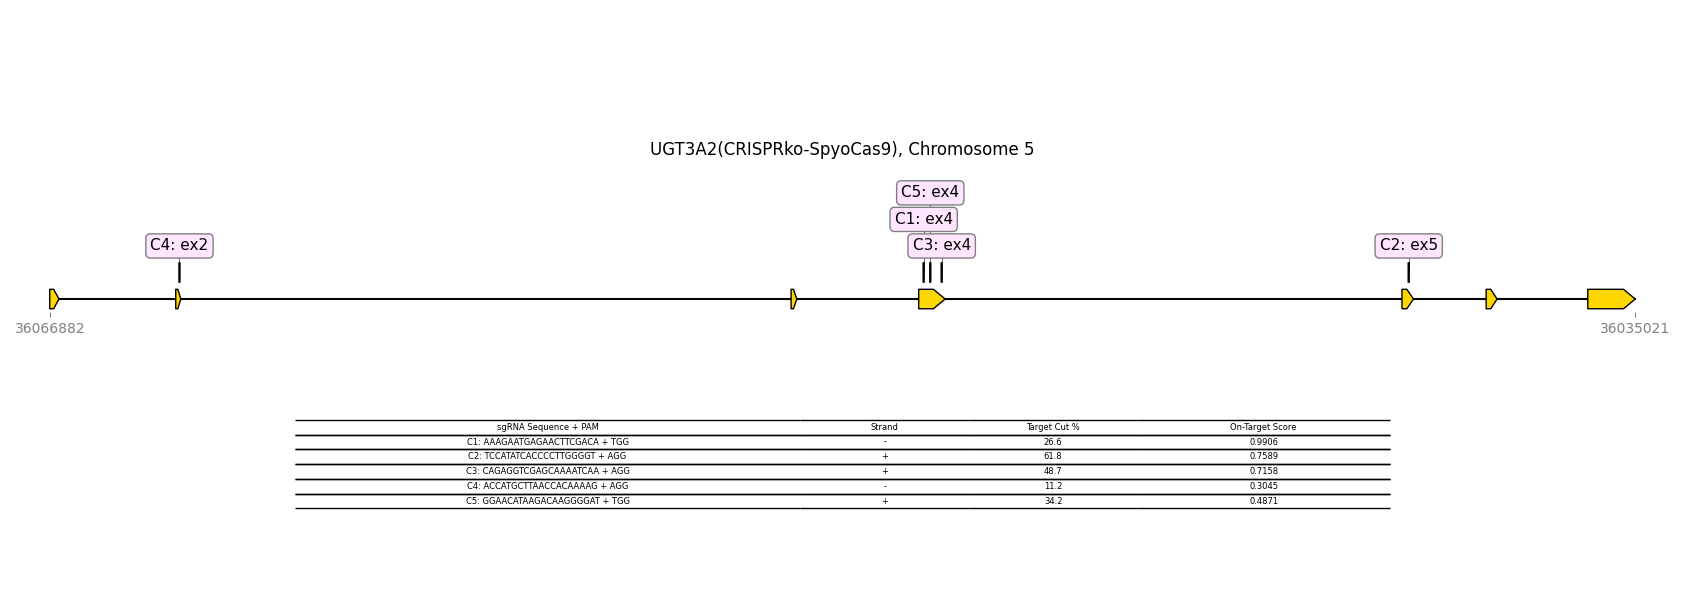 UGT3A2(CRISPRko-SpyoCas9), Chromosome 5
C5: ex4
C1: ex4
C4: ex2 C3: ex4 C2: ex5
36066882 36035021
sgRNA Sequence + PAM Strand Target Cut % On-Target Score
C1: AAAGAATGAGAACTTCGACA + TGG - 26.6 0.9906
C2: TCCATATCACCCCTTGGGGT + AGG + 61.8 0.7589
C3: CAGAGGTCGAGCAAAATCAA + AGG + 48.7 0.7158
C4: ACCATGCTTAACCACAAAAG + AGG - 11.2 0.3045
C5: GGAACATAAGACAAGGGGAT + TGG + 34.2 0.4871